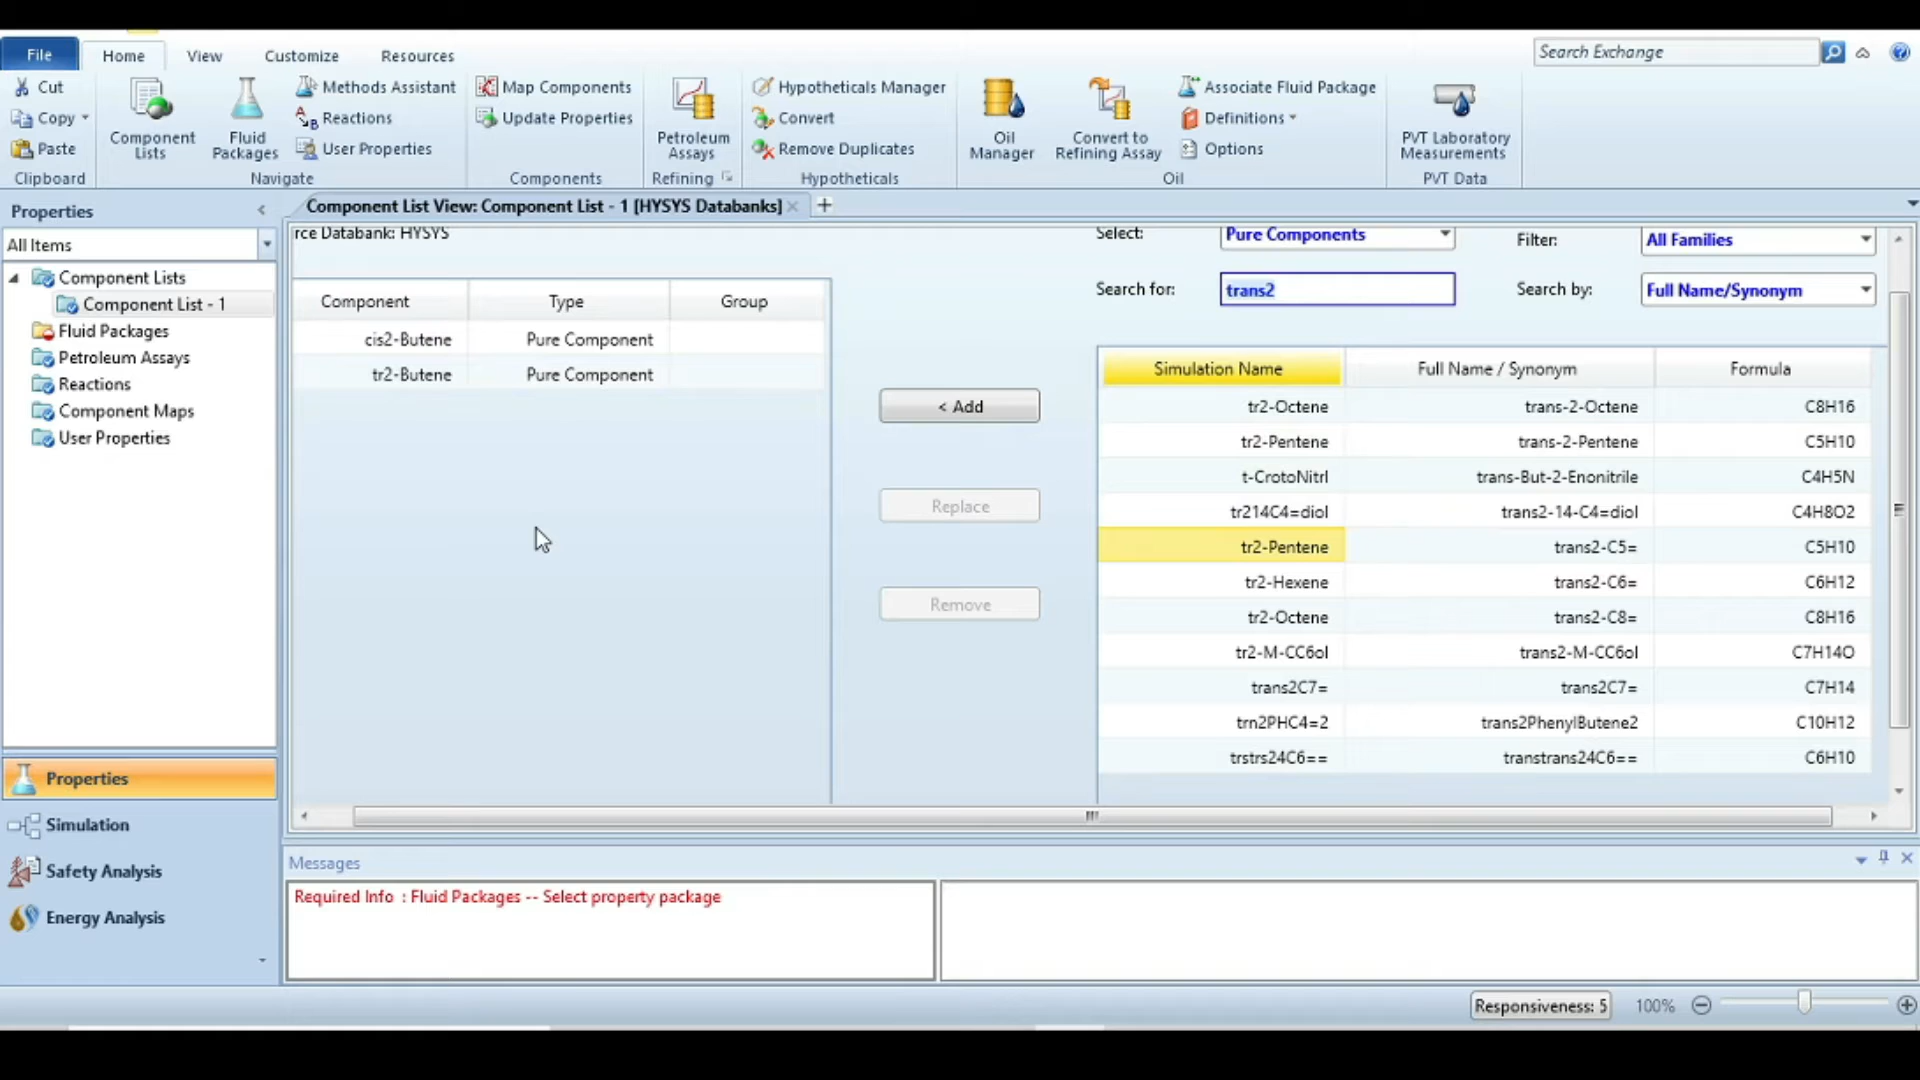 File
Home
View
Customize
Resources
Search Exchange
Cut
Copy
Paste
Clipboard
Component Lists
Fluid Packages
Methods Assistant
Reactions
User Properties
Navigate
Map Components
Update Properties
Components
Petroleum Assays
Refining
Hypotheticals Manager
Convert
Remove Duplicates
Hypotheticals
Oil Manager
Convert to Refining Assay
Associate Fluid Package
Definitions
Options
Oil
PVT Laboratory Measurements
PVT Data
Properties
All Items
Component Lists
Component List - 1
Fluid Packages
Petroleum Assays
Reactions
Component Maps
User Properties
Properties
Simulation
Safety Analysis
Energy Analysis
Component List View: Component List - 1 [HYSYS Databanks]
rce Databank: HYSYS
Component Type Group
cis2-Butene Pure Component
tr2-Butene Pure Component
< Add
Replace
Remove
Select: Pure Components Filter: All Families
Search for: trans2 Search by: Full Name/Synonym
Simulation Name Full Name / Synonym Formula
tr2-Octene trans-2-Octene C8H16
tr2-Pentene trans-2-Pentene C5H10
t-CrotoNitrl trans-But-2-Enonitrile C4H5N
tr214C4=diol trans2-14-C4=diol C4H8O2
tr2-Pentene trans2-C5= C5H10
tr2-Hexene trans2-C6= C6H12
tr2-Octene trans2-C8= C8H16
tr2-M-CC6ol trans2-M-CC6ol C7H14O
trans2C7= trans2C7= C7H14
trn2PHC4=2 trans2PhenylButene2 C10H12
trstrs24C6== transtrans24C6== C6H10
Messages
Required Info : Fluid Packages -- Select property package
Responsiveness: 5 100%